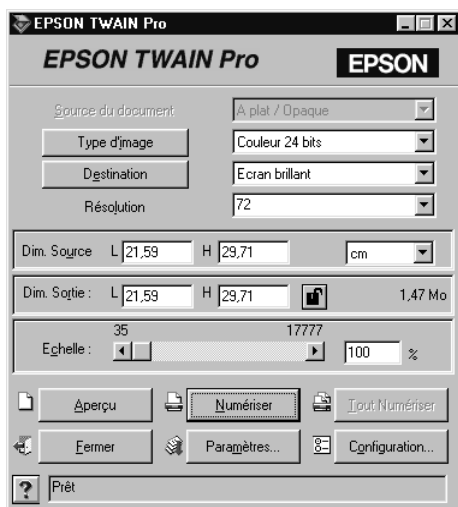 EPSON TWAIN Pro
EPSON TWAIN Pro EPSON
Source du document A plat / Opaque
Type d'image Couleur 24 bits
Destination Ecran brillant
Résolution 72
Dim. Source L 21,59 H 29,71 cm
Dim. Sortie : L 21,59 H 29,71 1,47 Mo
35 17777
Echelle : 100 %
Aperçu Numériser Tout Numériser
Fermer Paramètres... Configuration...
? Prêt